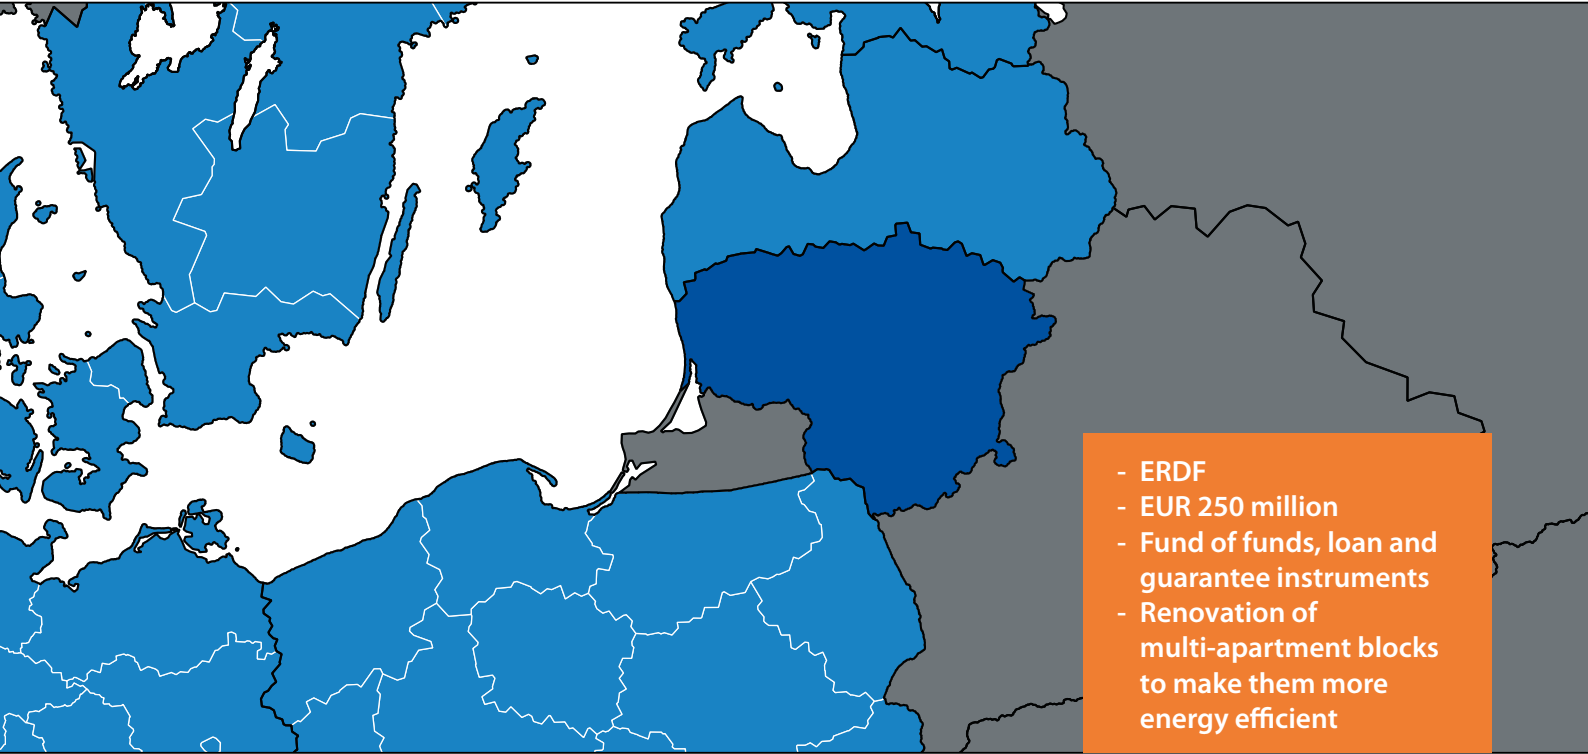 - ERDF
- EUR 250 million
- Fund of funds, loan and
guarantee instruments
- Renovation of
multi-apartment blocks
to make them more
energy efficient